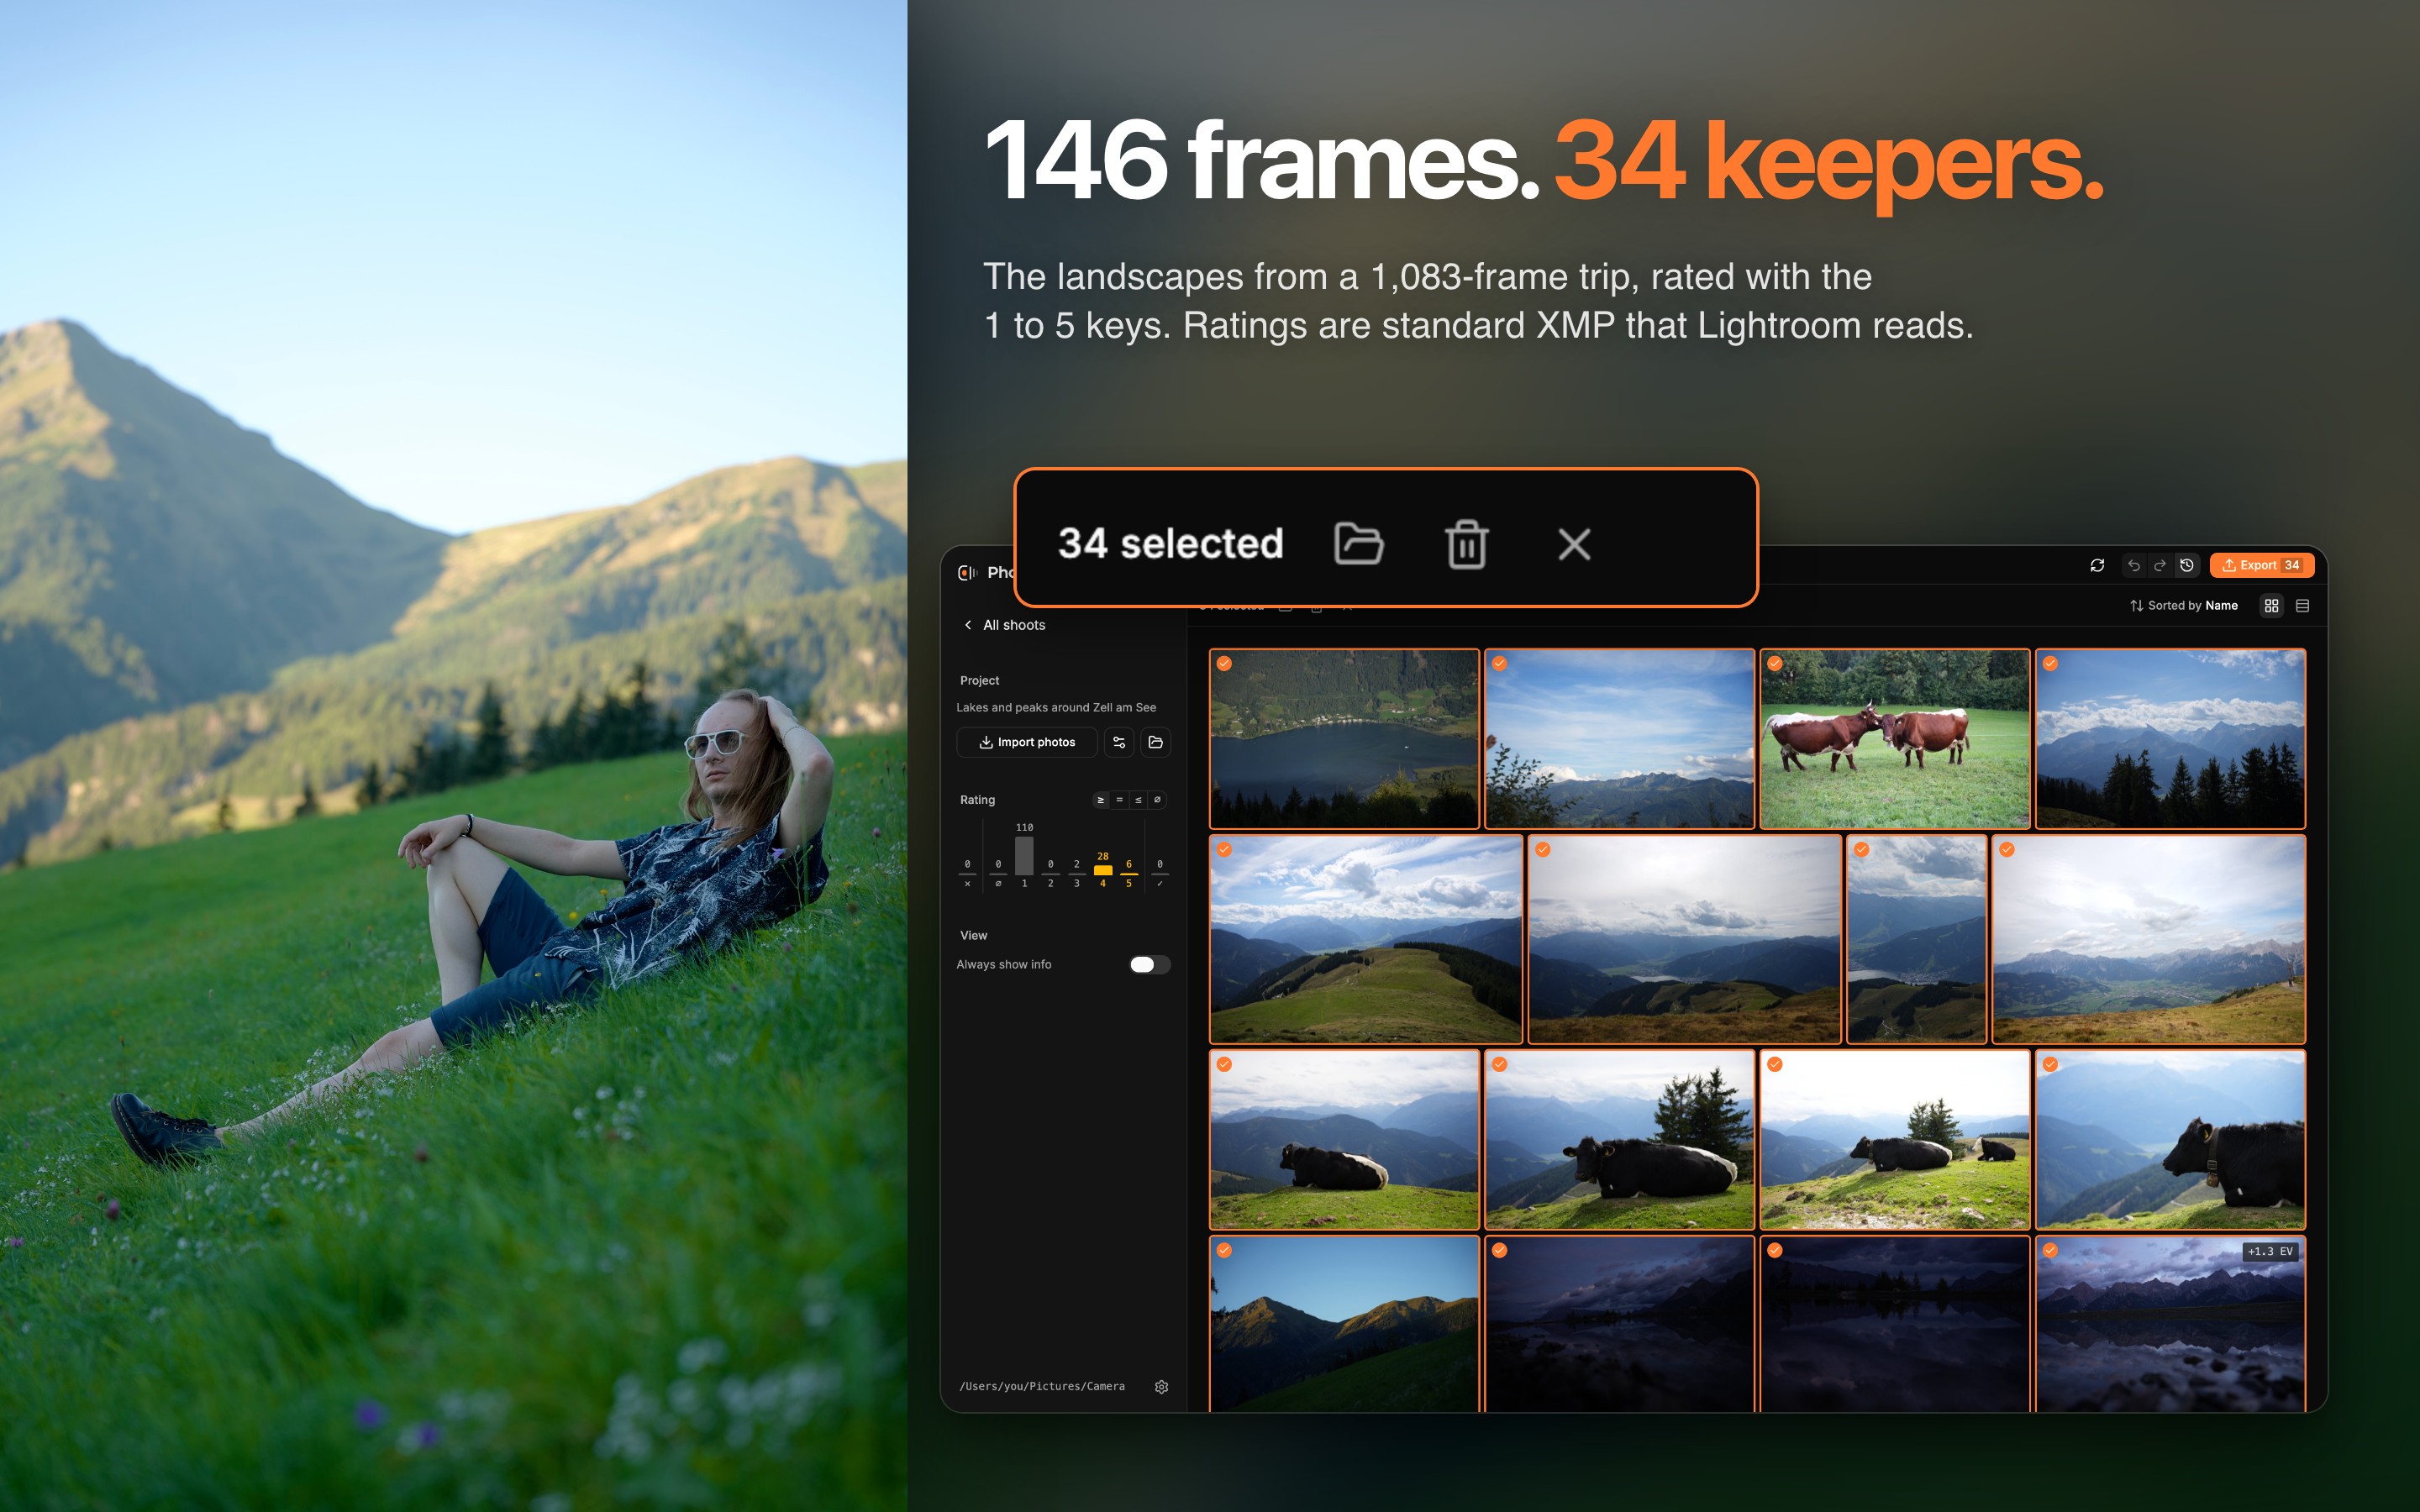 146 frames. 34 keepers.
The landscapes from a 1,083-frame trip, rated with the
1 to 5 keys. Ratings are standard XMP that Lightroom reads.
34 selected
Export 34
Sorted by Name
All shoots
Project
Lakes and peaks around Zell am See
Import photos
Rating
≥ = ≤ ø
110
28
0 0 0 2 6 0
× ø 1 2 3 4 5 ✓
View
Always show info
+1.3 EV
/Users/you/Pictures/Camera